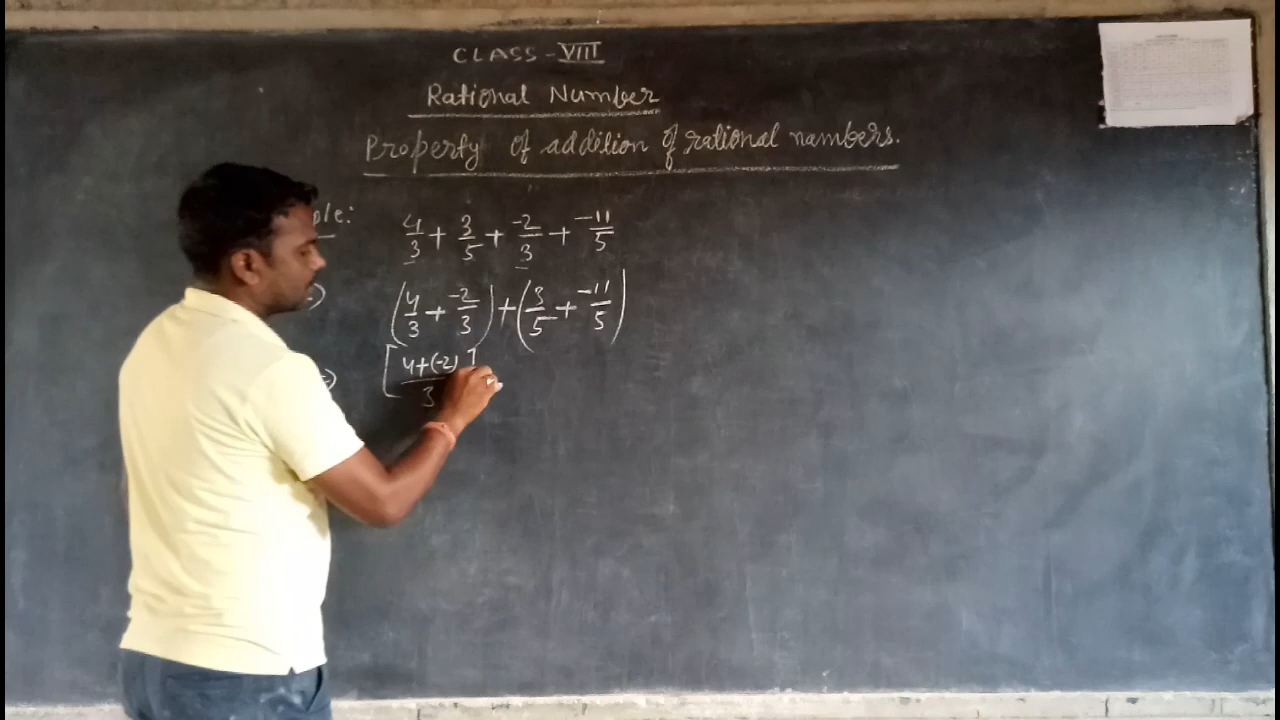 CLASS - VIII
Rational Number
Property of addition of rational numbers.
ple: 4/3 + 3/5 + -2/3 + -11/5
(4/3 + -2/3) + (3/5 + -11/5)
[4+(-2)/3]